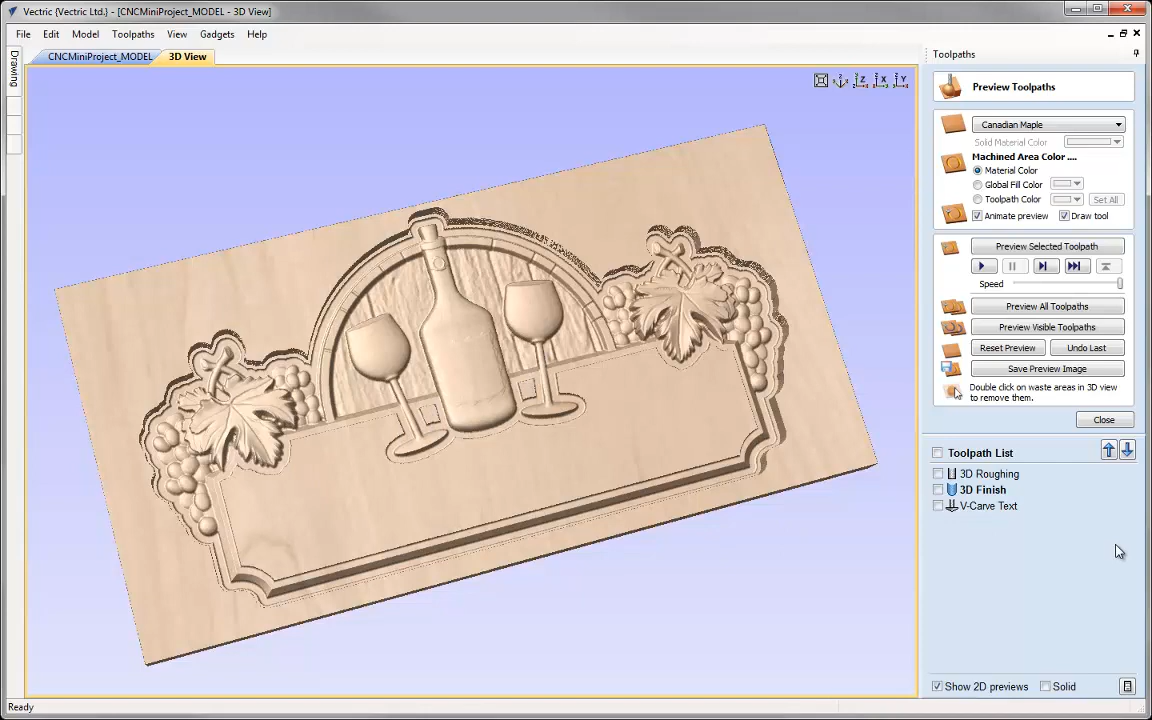 Vectric {Vectric Ltd.} - [CNCMiniProject_MODEL - 3D View]
File Edit Model Toolpaths View Gadgets Help
Drawing
CNCMiniProject_MODEL 3D View
Z X Y
Toolpaths
Preview Toolpaths
Canadian Maple
Solid Material Color
Machined Area Color ....
Material Color
Global Fill Color
Toolpath Color Set All
Animate preview Draw tool
Preview Selected Toolpath
Speed
Preview All Toolpaths
Preview Visible Toolpaths
Reset Preview Undo Last
Save Preview Image
Double click on waste areas in 3D view
to remove them.
Close
Toolpath List
3D Roughing
3D Finish
V-Carve Text
Show 2D previews Solid
Ready